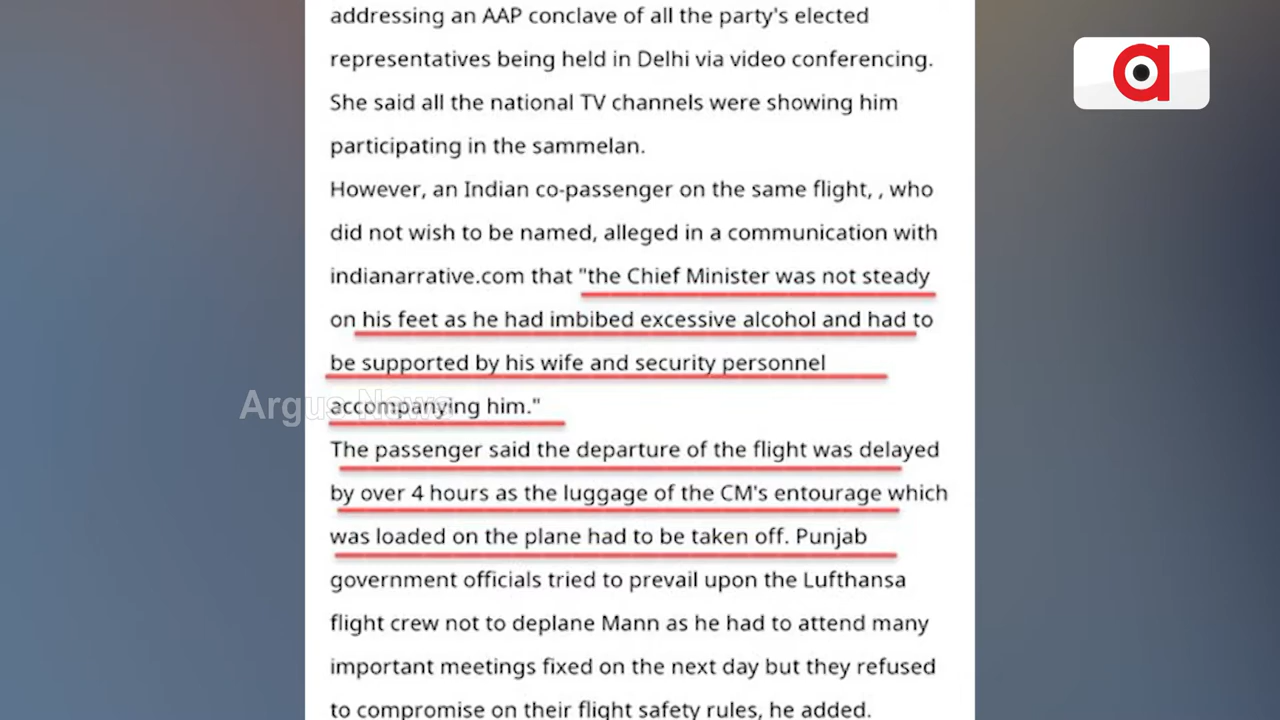 addressing an AAP conclave of all the party's elected
representatives being held in Delhi via video conferencing.
She said all the national TV channels were showing him
participating in the sammelan.
However, an Indian co-passenger on the same flight, , who
did not wish to be named, alleged in a communication with
indianarrative.com that "the Chief Minister was not steady
on his feet as he had imbibed excessive alcohol and had to
be supported by his wife and security personnel
accompanying him."
Argus News
The passenger said the departure of the flight was delayed
by over 4 hours as the luggage of the CM's entourage which
was loaded on the plane had to be taken off. Punjab
government officials tried to prevail upon the Lufthansa
flight crew not to deplane Mann as he had to attend many
important meetings fixed on the next day but they refused
to compromise on their flight safety rules, he added.